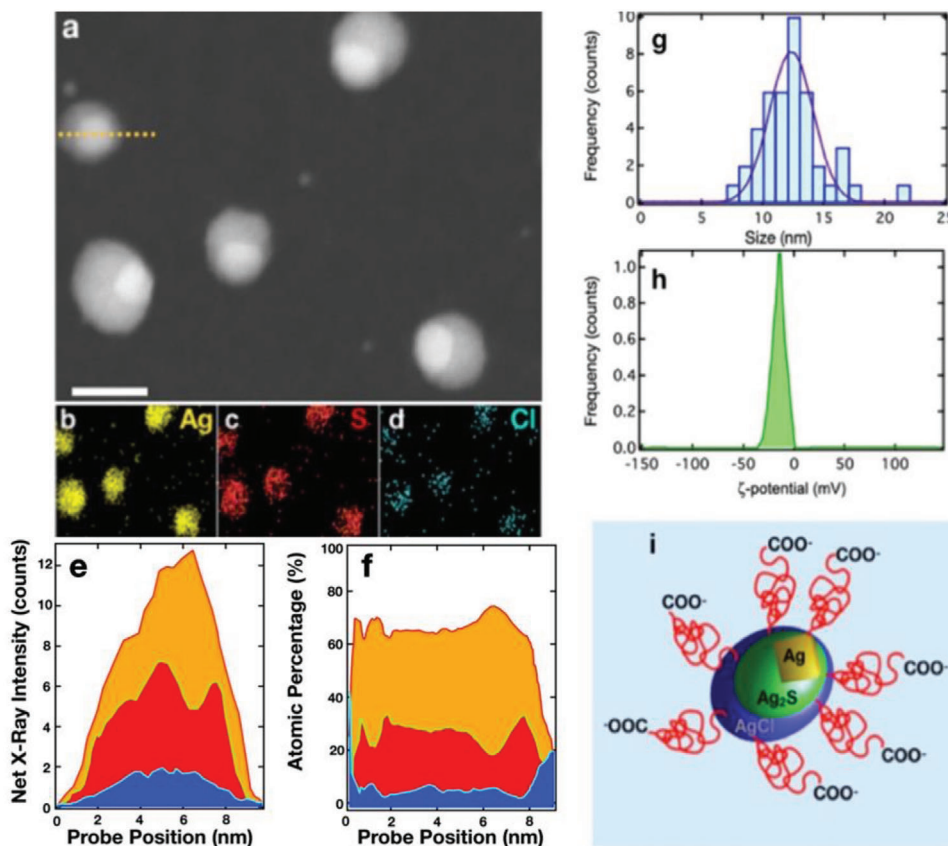 a
b Ag
c S
d Cl
e
Net X-Ray Intensity (counts)
12
10
8
6
4
2
0
0 2 4 6 8
Probe Position (nm)
f
Atomic Percentage (%)
100
80
60
40
20
0
0 2 4 6 8
Probe Position (nm)
g
Frequency (counts)
10
8
6
4
2
0
0 5 10 15 20 25
Size (nm)
h
Frequency (counts)
1.0
0.8
0.6
0.4
0.2
0.0
-150 -100 -50 0 50 100
ζ-potential (mV)
i
COO-
COO-
COO-
COO-
-OOC
COO-
COO-
Ag
Ag2S
AgCl